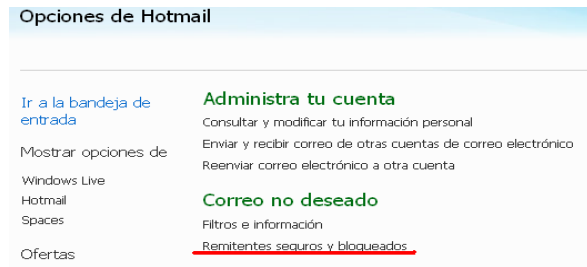 Opciones de Hotmail
Ir a la bandeja de
entrada
Mostrar opciones de
Windows Live
Hotmail
Spaces
Ofertas
Administra tu cuenta
Consultar y modificar tu información personal
Enviar y recibir correo de otras cuentas de correo electrónico
Reenviar correo electrónico a otra cuenta
Correo no deseado
Filtros e información
Remitentes seguros y bloqueados